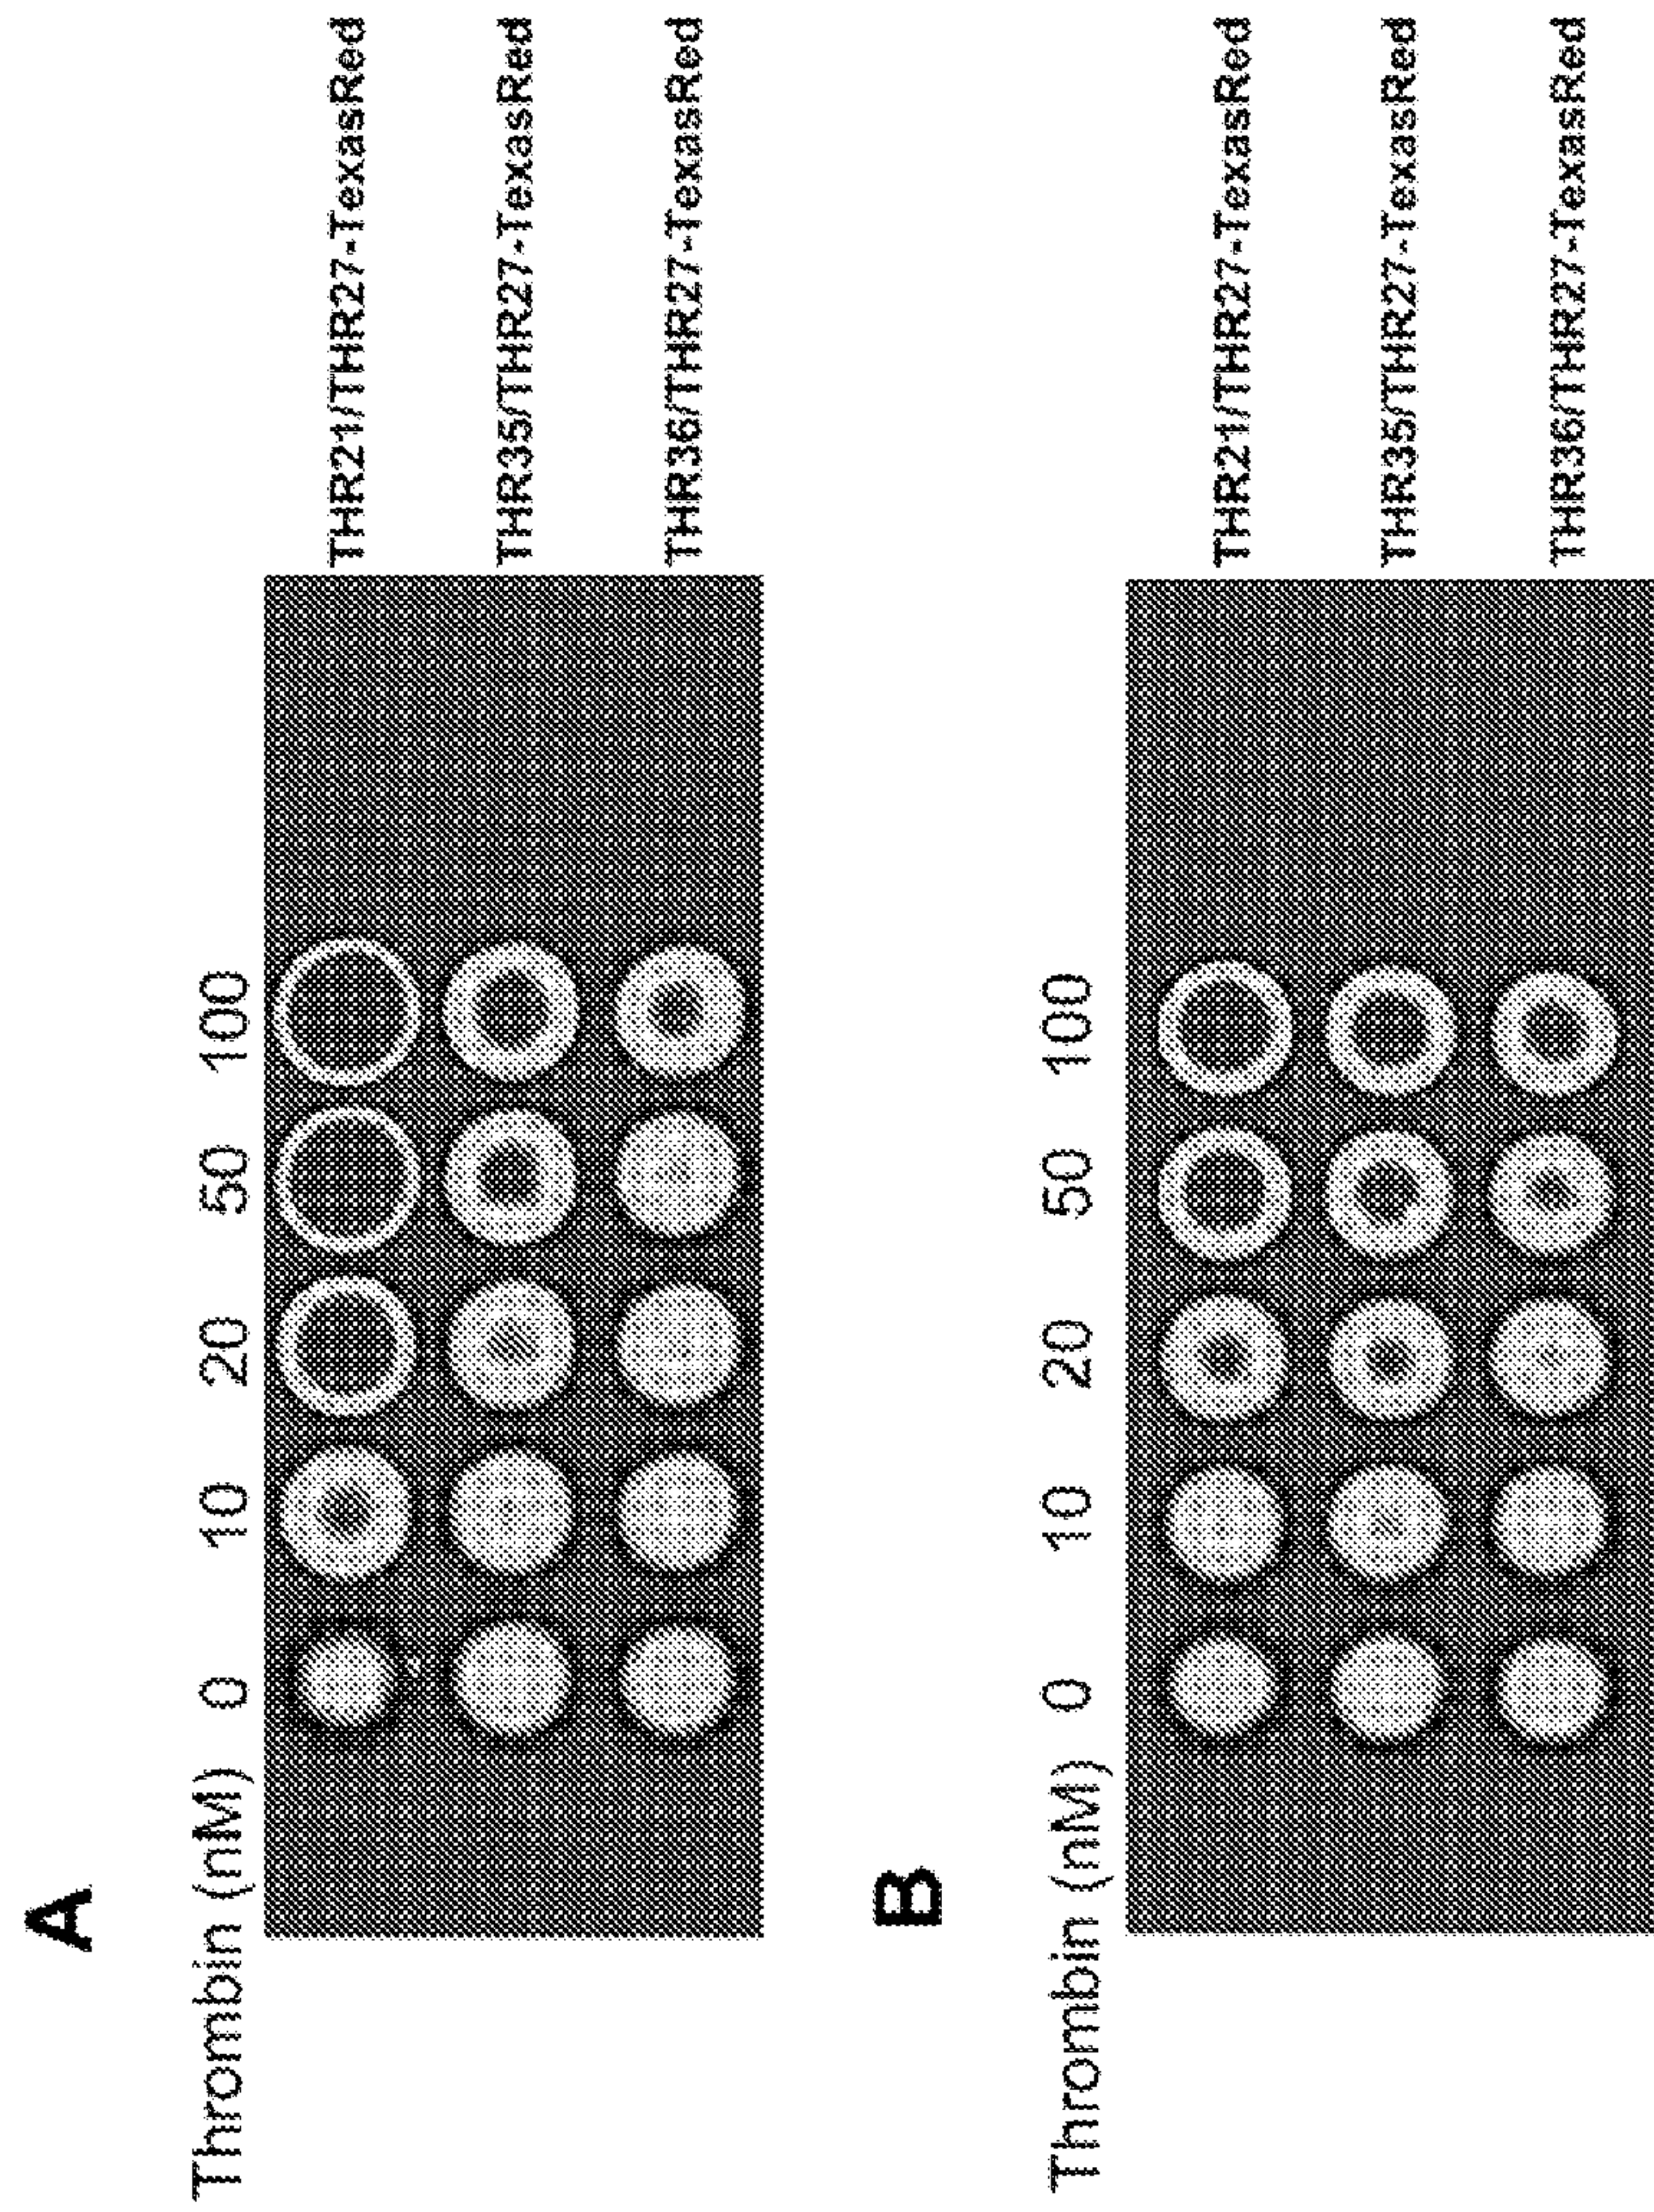 A
Thrombin (nM) 0 10 20 50 100
THR21/THR27-TexasRed
THR35/THR27-TexasRed
THR36/THR27-TexasRed
B
Thrombin (nM) 0 10 20 50 100
THR21/THR27-TexasRed
THR35/THR27-TexasRed
THR36/THR27-TexasRed